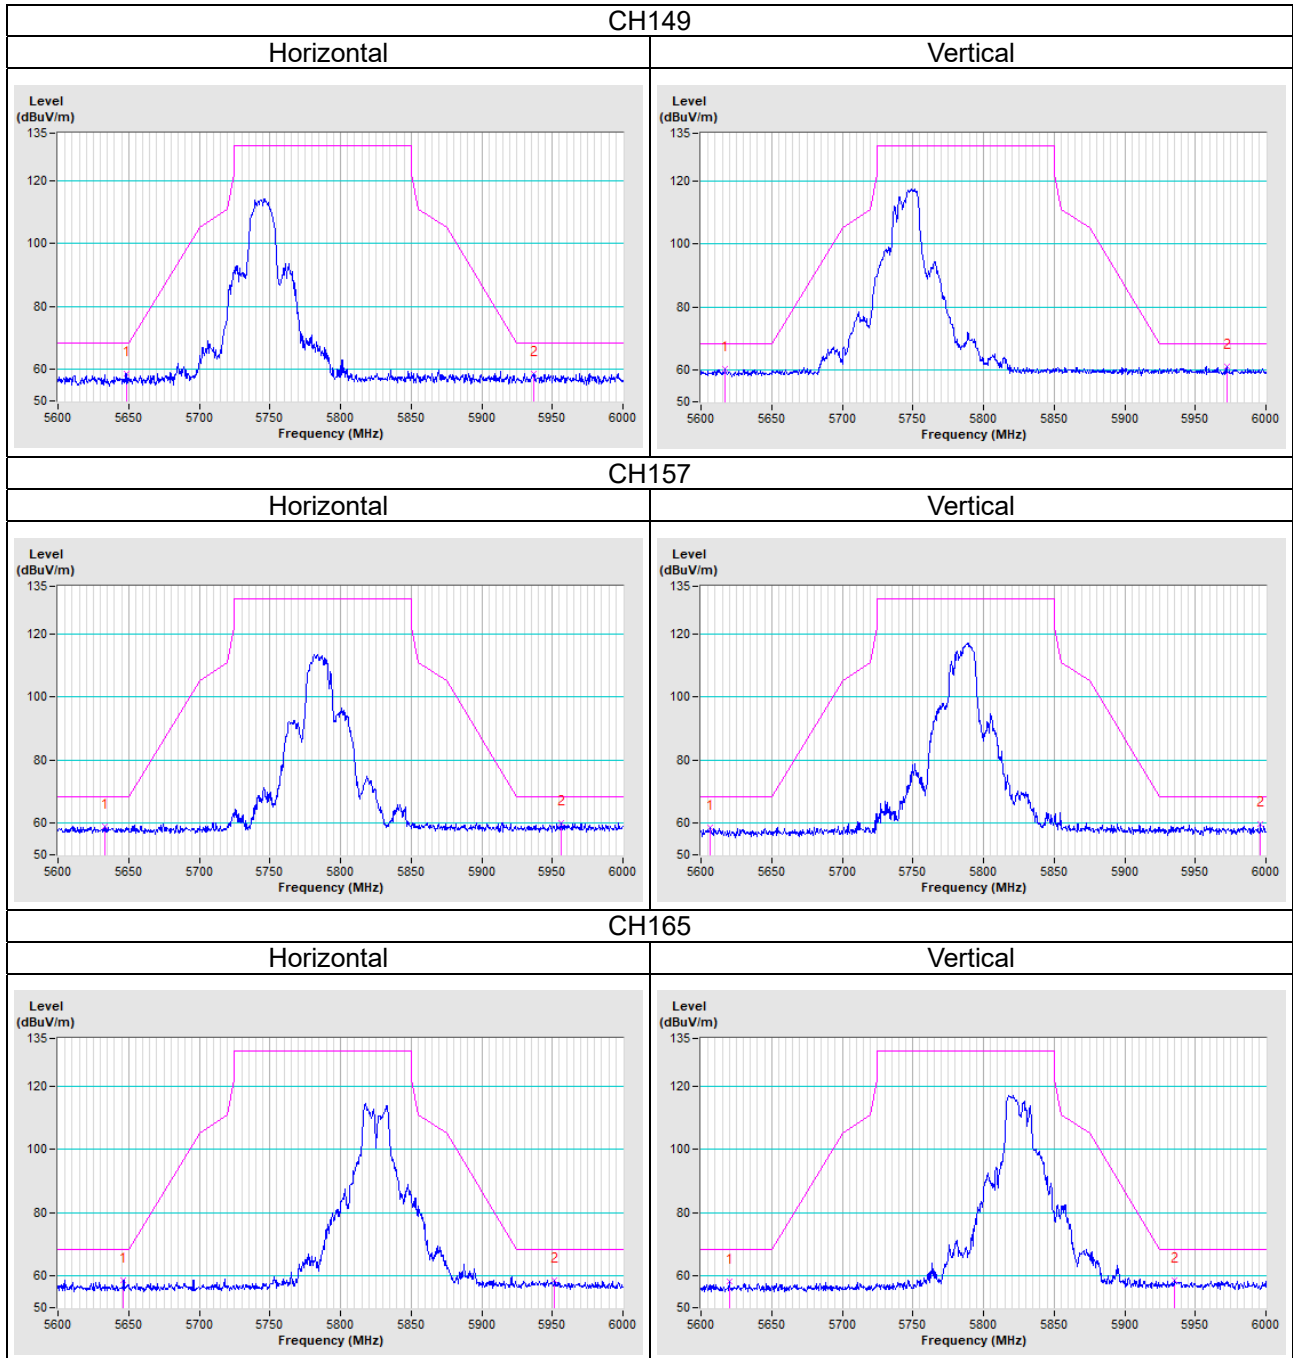 CH149
Horizontal Vertical
Level Level
(dBuV/m) (dBuV/m)
135 135
120 120
100 100
80 80
1 2 1 2
60 60
50 50
5600 5650 5700 5750 5800 5850 5900 5950 6000 5600 5650 5700 5750 5800 5850 5900 5950 6000
Frequency (MHz) Frequency (MHz)
CH157
Horizontal Vertical
Level Level
(dBuV/m) (dBuV/m)
135 135
120 120
100 100
80 80
1 2 1 2
60 60
50 50
5600 5650 5700 5750 5800 5850 5900 5950 6000 5600 5650 5700 5750 5800 5850 5900 5950 6000
Frequency (MHz) Frequency (MHz)
CH165
Horizontal Vertical
Level Level
(dBuV/m) (dBuV/m)
135 135
120 120
100 100
80 80
1 2 1 2
60 60
50 50
5600 5650 5700 5750 5800 5850 5900 5950 6000 5600 5650 5700 5750 5800 5850 5900 5950 6000
Frequency (MHz) Frequency (MHz)